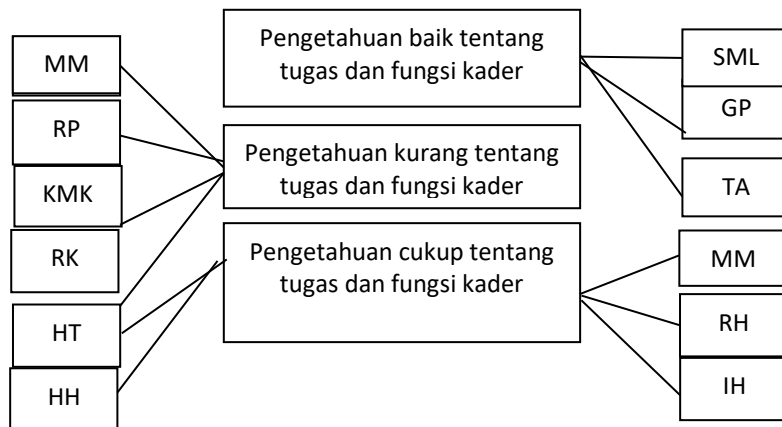 MM
RP
KMK
RK
HT
HH
Pengetahuan baik tentang
tugas dan fungsi kader
Pengetahuan kurang tentang
tugas dan fungsi kader
Pengetahuan cukup tentang
tugas dan fungsi kader
SML
GP
TA
MM
RH
IH